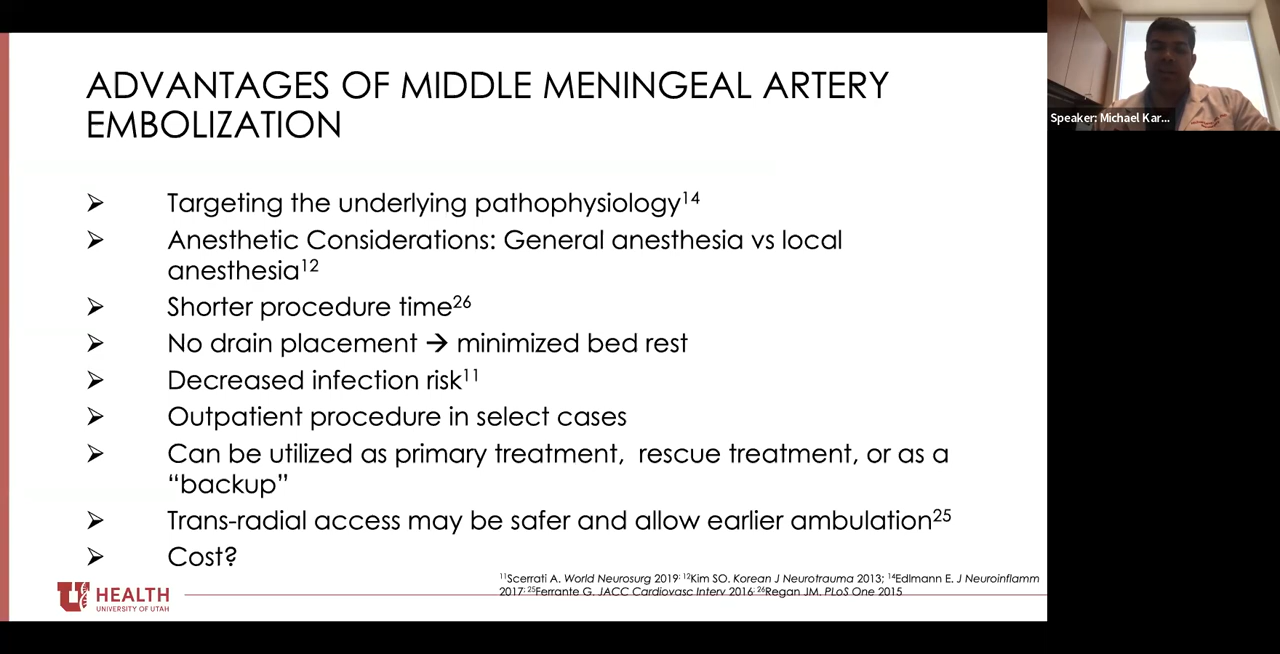 ADVANTAGES OF MIDDLE MENINGEAL ARTERY
EMBOLIZATION
➢ Targeting the underlying pathophysiology¹⁴
➢ Anesthetic Considerations: General anesthesia vs local
anesthesia¹²
➢ Shorter procedure time²⁶
➢ No drain placement → minimized bed rest
➢ Decreased infection risk¹¹
➢ Outpatient procedure in select cases
➢ Can be utilized as primary treatment, rescue treatment, or as a
“backup”
➢ Trans-radial access may be safer and allow earlier ambulation²⁵
➢ Cost?
¹¹Scerrati A. World Neurosurg 2019; ¹²Kim SO. Korean J Neurotrauma 2013; ¹⁴Edlmann E. J Neuroinflamm
2017; ²⁵Ferrante G. JACC Cardiovasc Interv 2016; ²⁶Regan JM. PLoS One 2015
U HEALTH
UNIVERSITY OF UTAH
Speaker: Michael Kar...